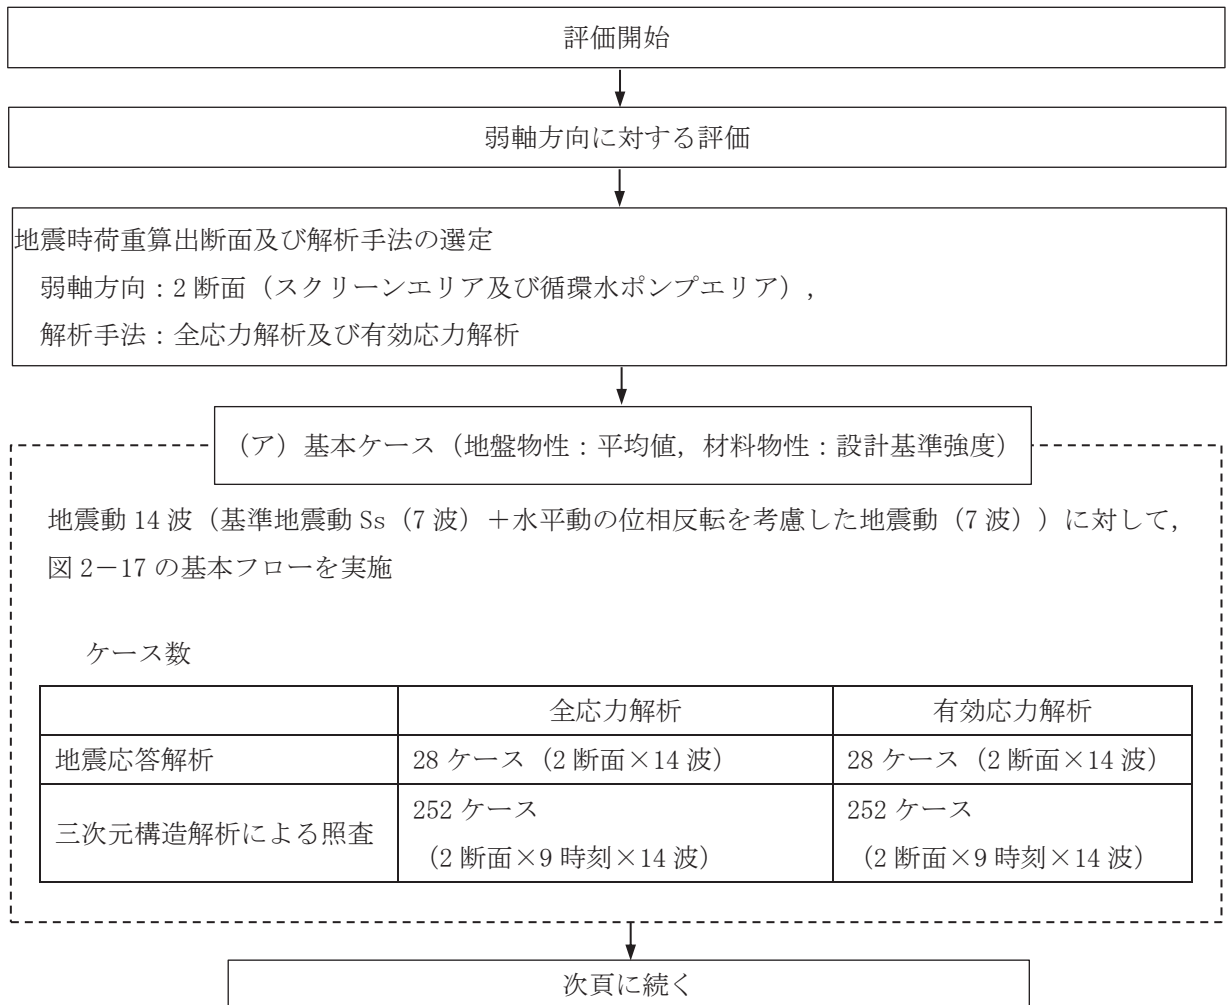 評価開始
弱軸方向に対する評価
地震時荷重算出断面及び解析手法の選定
弱軸方向：2 断面（スクリーンエリア及び循環水ポンプエリア），
解析手法：全応力解析及び有効応力解析
（ア）基本ケース（地盤物性：平均値，材料物性：設計基準強度）
地震動 14 波（基準地震動 Ss（7 波）＋水平動の位相反転を考慮した地震動（7 波））に対して，
図 2－17 の基本フローを実施
ケース数
全応力解析 有効応力解析
地震応答解析 28 ケース（2 断面×14 波） 28 ケース（2 断面×14 波）
三次元構造解析による照査 252 ケース 252 ケース
（2 断面×9 時刻×14 波） （2 断面×9 時刻×14 波）
次頁に続く